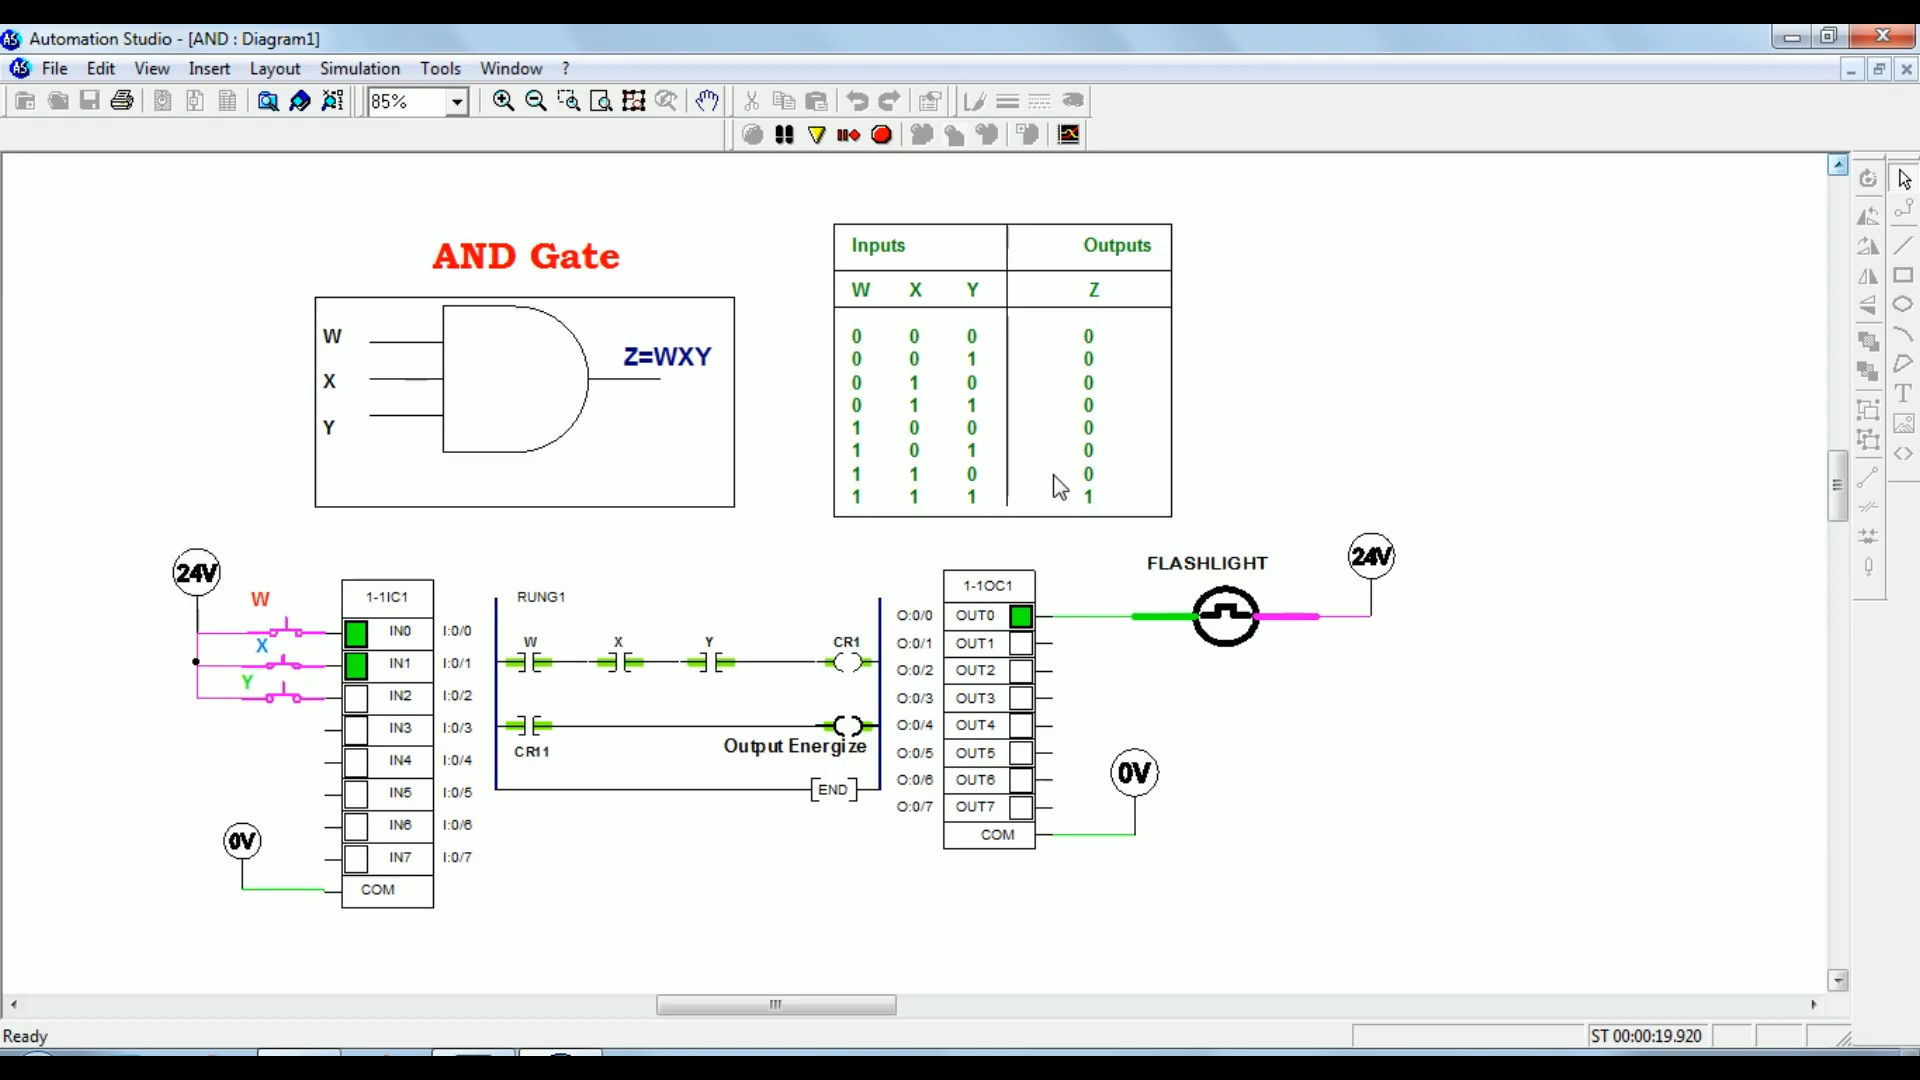 Automation Studio - [AND : Diagram1]
File Edit View Insert Layout Simulation Tools Window ?
85%
AND Gate
W
X
Y
Z=WXY
Inputs Outputs
W X Y Z
0 0 0 0
0 0 1 0
0 1 0 0
0 1 1 0
1 0 0 0
1 0 1 0
1 1 0 0
1 1 1 1
24V
W
X
Y
0V
1-1IC1
IN0 I:0/0
IN1 I:0/1
IN2 I:0/2
IN3 I:0/3
IN4 I:0/4
IN5 I:0/5
IN6 I:0/6
IN7 I:0/7
COM
RUNG1
W X Y CR1
CR11
Output Energize
END
1-1OC1
O:0/0 OUT0
O:0/1 OUT1
O:0/2 OUT2
O:0/3 OUT3
O:0/4 OUT4
O:0/5 OUT5
O:0/6 OUT6
O:0/7 OUT7
COM
FLASHLIGHT
24V
0V
Ready
ST 00:00:19.920